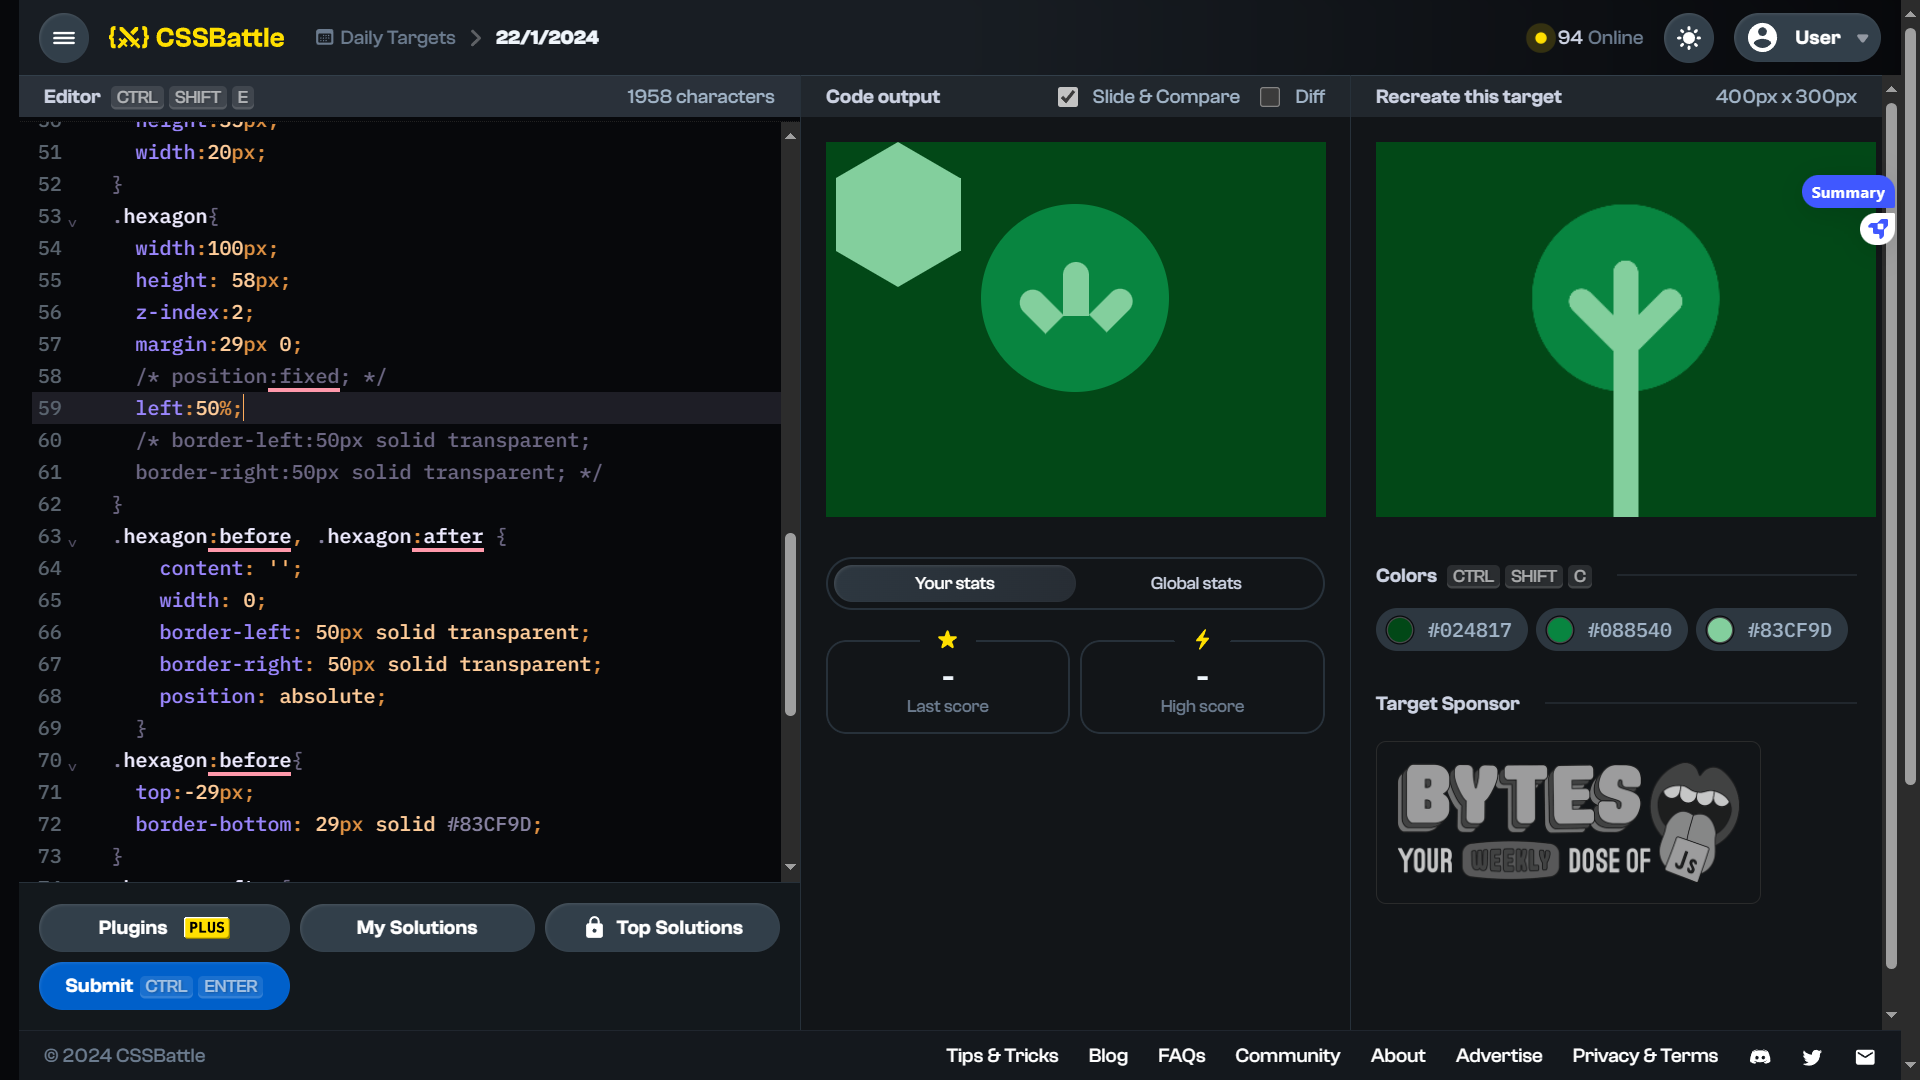 CSSBattle
Daily Targets
22/1/2024
94 Online
User
Editor CTRL SHIFT E
1958 characters
Code output
Slide & Compare
Diff
Recreate this target
400px x 300px
51 width:20px;
52 }
53 .hexagon{
54 width:100px;
55 height: 58px;
56 z-index:2;
57 margin:29px 0;
58 /* position:fixed; */
59 left:50%;
60 /* border-left:50px solid transparent;
61 border-right:50px solid transparent; */
62 }
63 .hexagon:before, .hexagon:after {
64 content: '';
65 width: 0;
66 border-left: 50px solid transparent;
67 border-right: 50px solid transparent;
68 position: absolute;
69 }
70 .hexagon:before{
71 top:-29px;
72 border-bottom: 29px solid #83CF9D;
73 }
Summary
Your stats
Global stats
-
Last score
-
High score
Colors CTRL SHIFT C
#024817
#088540
#83CF9D
Target Sponsor
BYTES
YOUR WEEKLY DOSE OF JS
Plugins PLUS
My Solutions
Top Solutions
Submit CTRL ENTER
© 2024 CSSBattle
Tips & Tricks
Blog
FAQs
Community
About
Advertise
Privacy & Terms